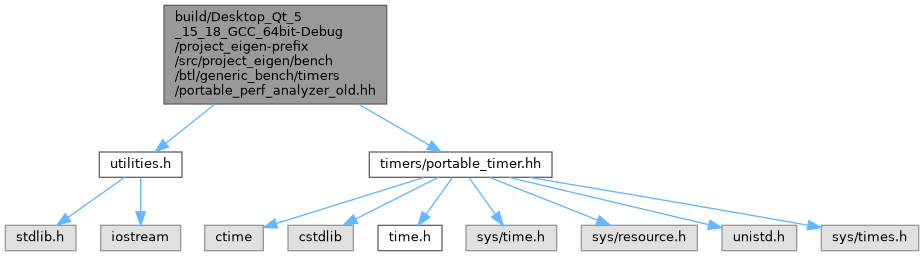 build/Desktop_Qt_5
_15_18_GCC_64bit-Debug
/project_eigen-prefix
/src/project_eigen/bench
/btl/generic_bench/timers
/portable_perf_analyzer_old.hh
utilities.h
timers/portable_timer.hh
stdlib.h
iostream
ctime
cstdlib
time.h
sys/time.h
sys/resource.h
unistd.h
sys/times.h